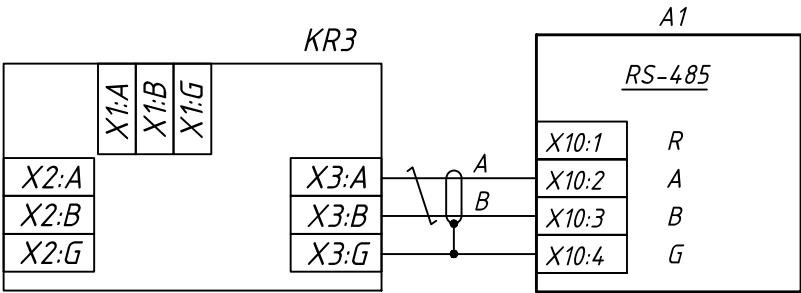 A1
KR3
RS-485
X1:A
X1:B
X1:G
X10:1 R
X2:A
X3:A
A
X10:2 A
X2:B
X3:B
B
X10:3 B
X2:G
X3:G
X10:4 G